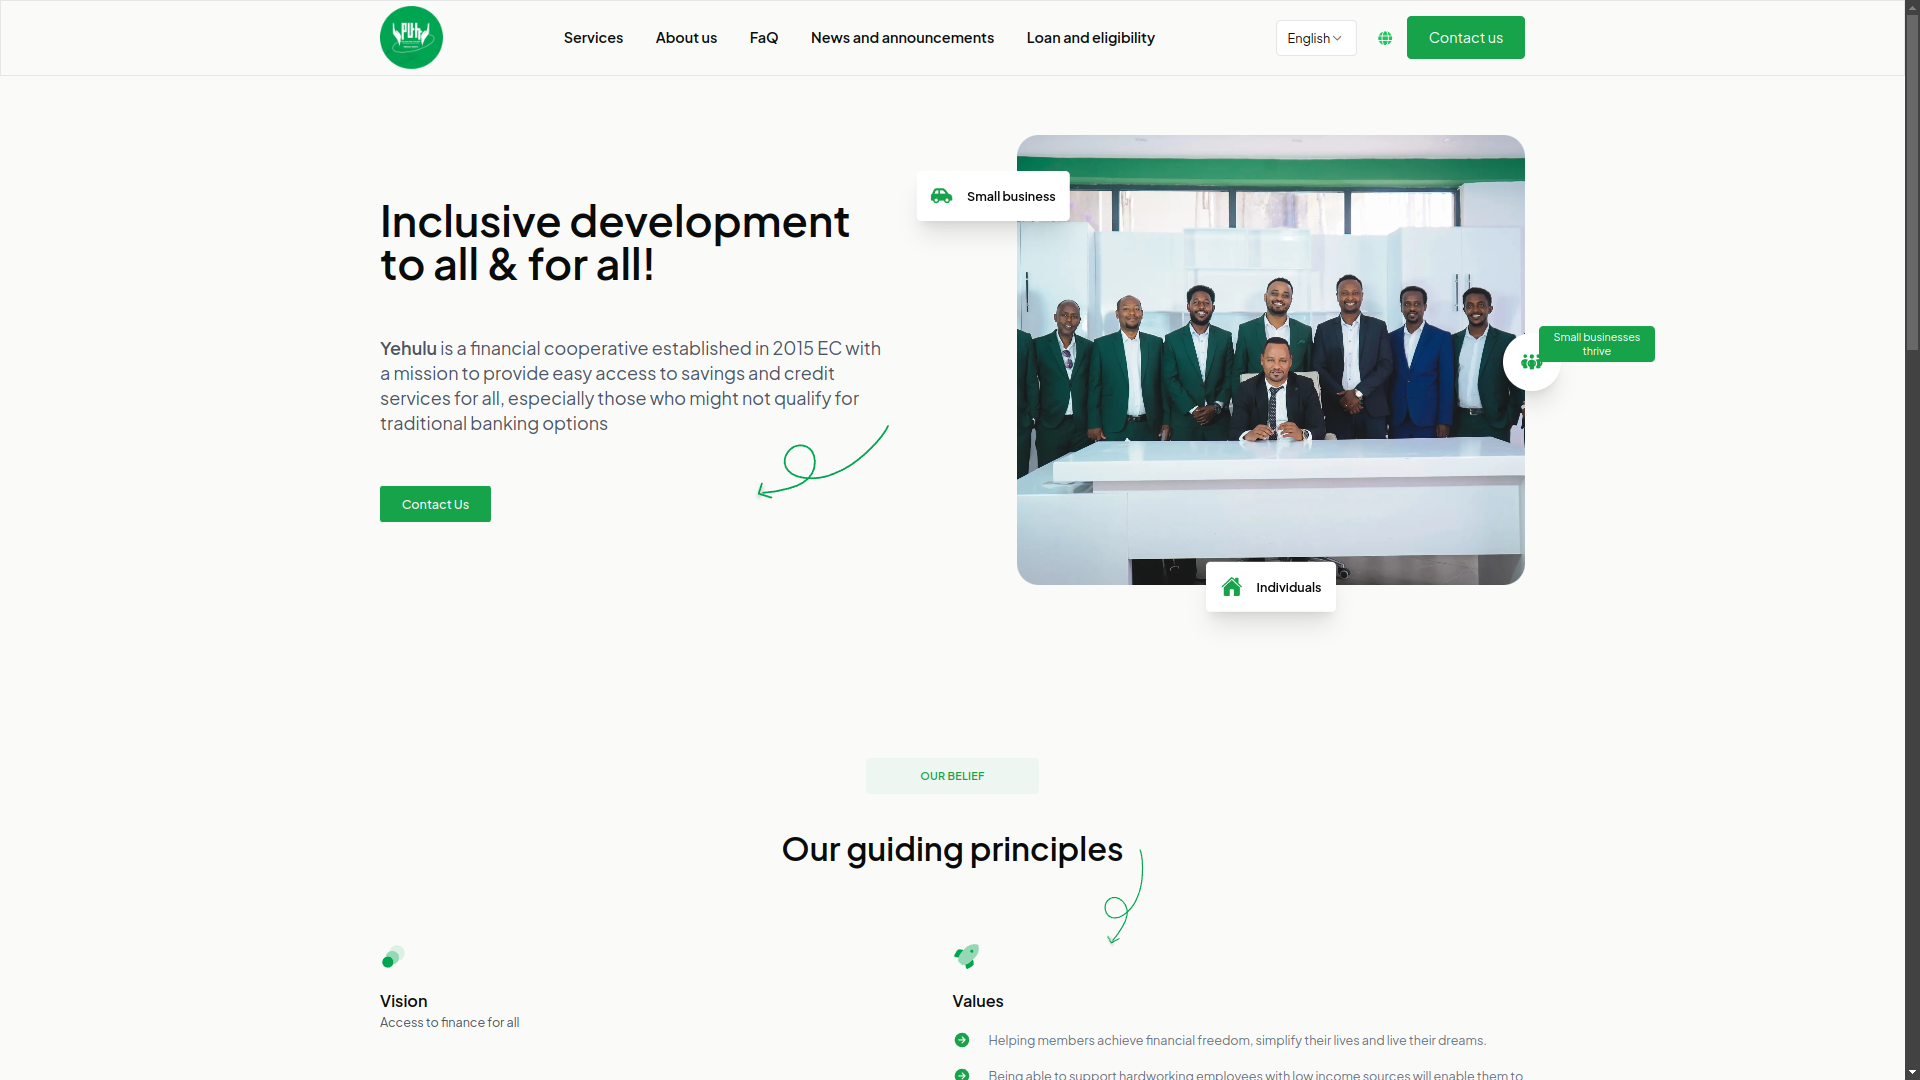 የሁሉ
Services
About us
FaQ
News and announcements
Loan and eligibility
English
Contact us
Small business
Inclusive development
to all & for all!
Small businesses
thrive
Yehulu is a financial cooperative established in 2015 EC with
a mission to provide easy access to savings and credit
services for all, especially those who might not qualify for
traditional banking options
Contact Us
Individuals
OUR BELIEF
Our guiding principles
Vision
Access to finance for all
Values
Helping members achieve financial freedom, simplify their lives and live their dreams.
Being able to support hardworking employees with low income sources will enable them to